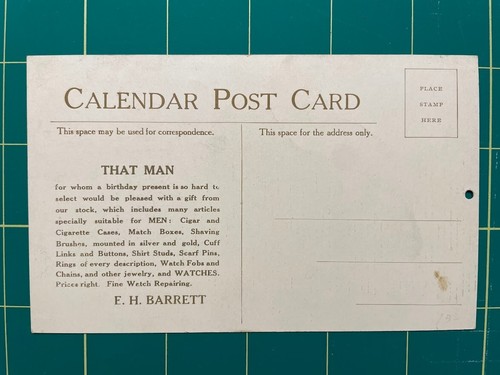 CALENDAR POST CARD
PLACE
STAMP
HERE
This space may be used for correspondence.
This space for the address only.
THAT MAN
for whom a birthday present is so hard to
select would be pleased with a gift from
our stock, which includes many articles
specially suitable for MEN: Cigar and
Cigarette Cases, Match Boxes, Shaving
Brushes, mounted in silver and gold, Cuff
Links and Buttons, Shirt Studs, Scarf Pins,
Rings of every description, Watch Fobs and
Chains, and other jewelry, and WATCHES.
Prices right. Fine Watch Repairing.
E. H. BARRETT